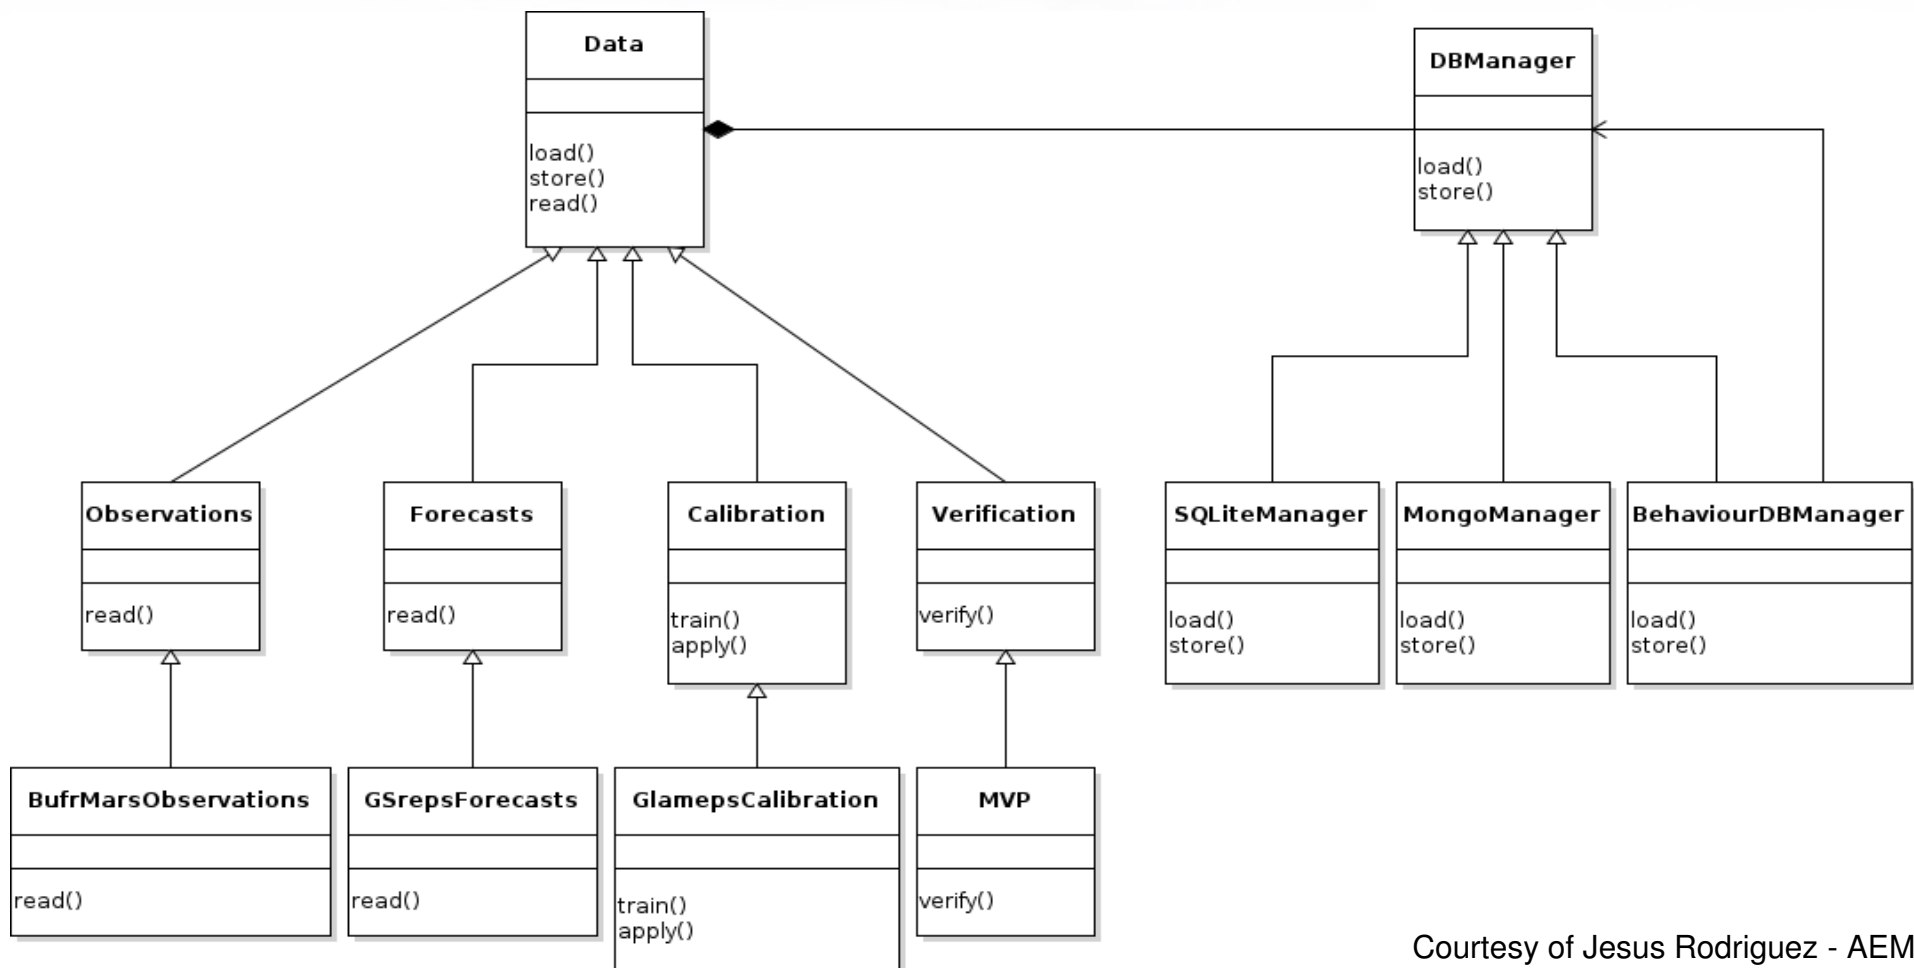 Data
load()
store()
read()
DBManager
load()
store()
Observations
read()
Forecasts
read()
Calibration
train()
apply()
Verification
verify()
SQLiteManager
load()
store()
MongoManager
load()
store()
BehaviourDBManager
load()
store()
BufrMarsObservations
read()
GSrepsForecasts
read()
GlamepsCalibration
train()
apply()
MVP
verify()
Courtesy of Jesus Rodriguez - AEM